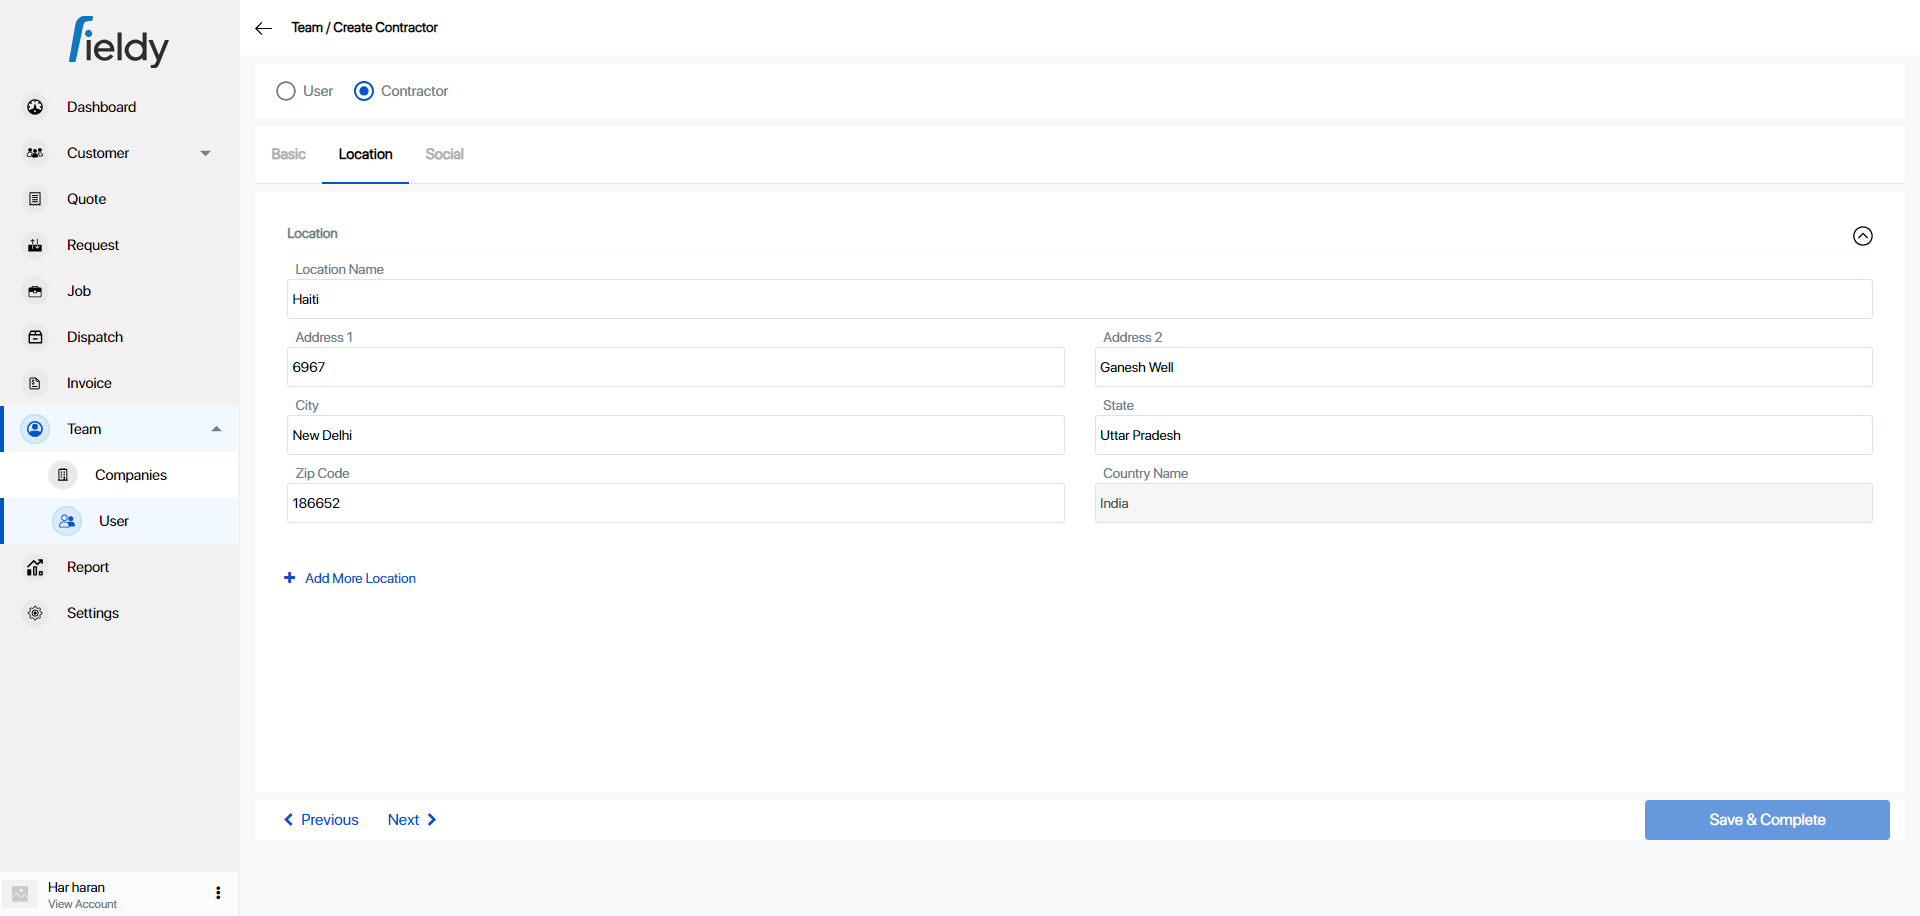 fieldy
Dashboard
Customer
Quote
Request
Job
Dispatch
Invoice
Team
Companies
User
Report
Settings
Har haran
View Account
Team / Create Contractor
User
Contractor
Basic
Location
Social
Location
Location Name
Haiti
Address 1
6967
Address 2
Ganesh Well
City
New Delhi
State
Uttar Pradesh
Zip Code
186652
Country Name
India
+ Add More Location
Previous
Next
Save & Complete